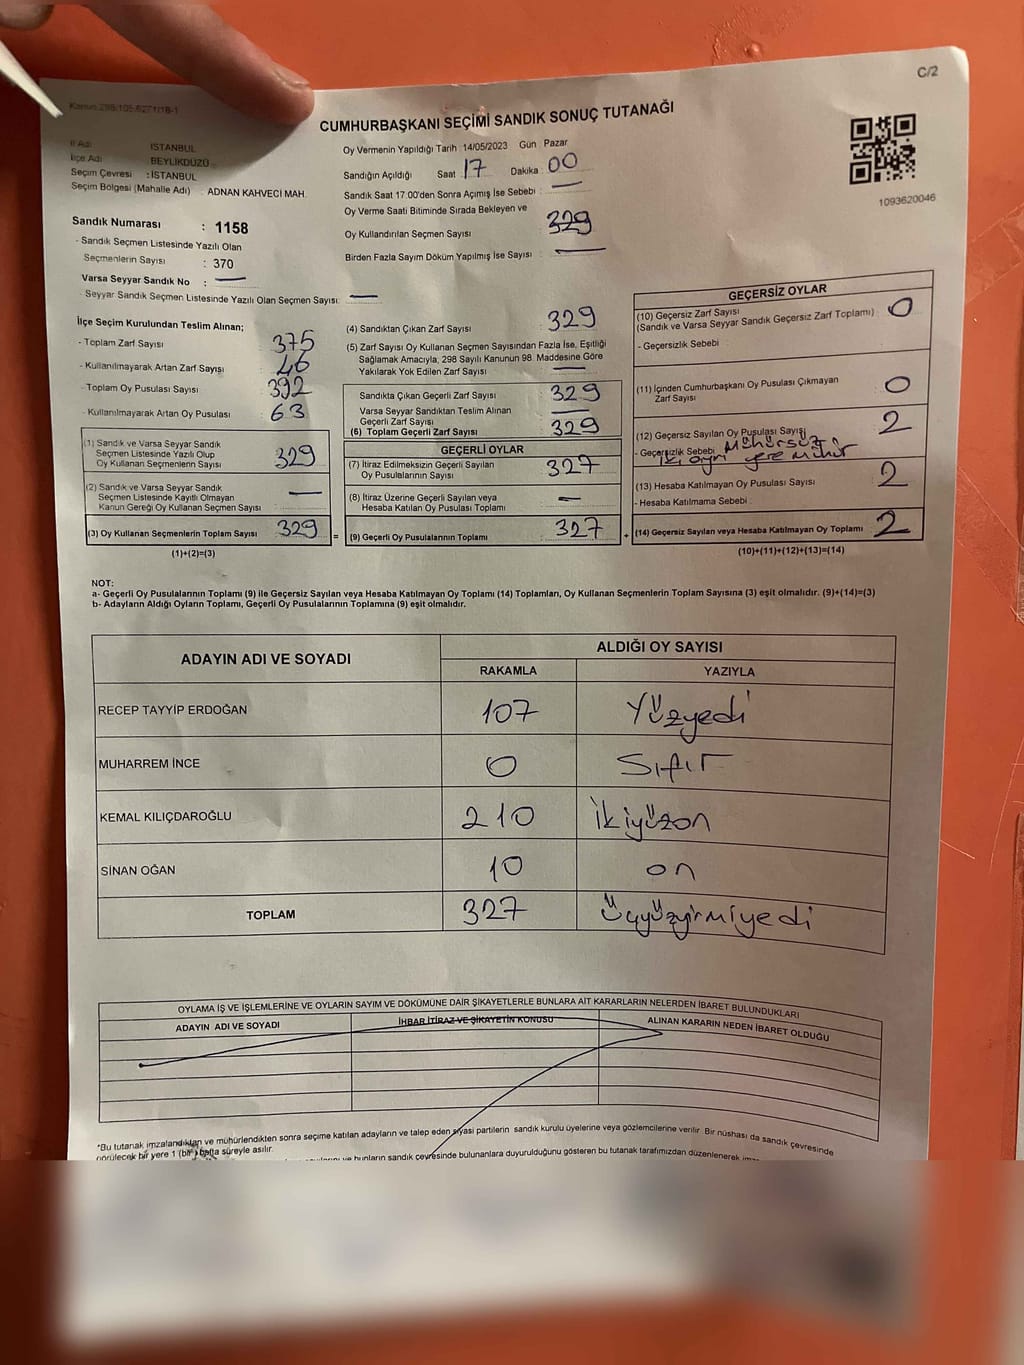 C/2
Kanun:298/105-6271/18-1
CUMHURBAŞKANI SEÇİMİ SANDIK SONUÇ TUTANAĞI
İl Adı İSTANBUL
İlçe Adı BEYLİKDÜZÜ
Seçim Çevresi : İSTANBUL
Seçim Bölgesi (Mahalle Adı) : ADNAN KAHVECİ MAH.
Oy Vermenin Yapıldığı Tarih 14/05/2023 Gün Pazar
Sandığın Açıldığı Saat 17 Dakika 00
Sandık Saat 17:00'den Sonra Açımış İse Sebebi : —
Oy Verme Saati Bitiminde Sırada Bekleyen ve
Oy Kullandırılan Seçmen Sayısı 329
Birden Fazla Sayım Döküm Yapılmış İse Sayısı : —
1093620046
Sandık Numarası : 1158
- Sandık Seçmen Listesinde Yazılı Olan
Seçmenlerin Sayısı : 370
Varsa Seyyar Sandık No : —
- Seyyar Sandık Seçmen Listesinde Yazılı Olan Seçmen Sayısı: —
İlçe Seçim Kurulundan Teslim Alınan;
- Toplam Zarf Sayısı 375
- Kullanılmayarak Artan Zarf Sayısı 46
- Toplam Oy Pusulası Sayısı 392
- Kullanılmayarak Artan Oy Pusulası 63
(1) Sandık ve Varsa Seyyar Sandık
Seçmen Listesinde Yazılı Olup
Oy Kullanan Seçmenlerin Sayısı 329
(2) Sandık ve Varsa Seyyar Sandık
Seçmen Listesinde Kayıtlı Olmayan
Kanun Gereği Oy Kullanan Seçmen Sayısı —
(3) Oy Kullanan Seçmenlerin Toplam Sayısı 329
(1)+(2)=(3)
(4) Sandıktan Çıkan Zarf Sayısı : 329
(5) Zarf Sayısı Oy Kullanan Seçmen Sayısından Fazla İse, Eşitliği
Sağlamak Amacıyla, 298 Sayılı Kanunun 98. Maddesine Göre
Yakılarak Yok Edilen Zarf Sayısı —
Sandıkta Çıkan Geçerli Zarf Sayısı : 329
Varsa Seyyar Sandıktan Teslim Alınan
Geçerli Zarf Sayısı —
(6) Toplam Geçerli Zarf Sayısı : 329
GEÇERLİ OYLAR
(7) İtiraz Edilmeksizin Geçerli Sayılan
Oy Pusulalarının Sayısı : 327
(8) İtiraz Üzerine Geçerli Sayılan veya
Hesaba Katılan Oy Pusulası Toplamı —
= (9) Geçerli Oy Pusulalarının Toplamı : 327
GEÇERSİZ OYLAR
(10) Geçersiz Zarf Sayısı
(Sandık ve Varsa Seyyar Sandık Geçersiz Zarf Toplamı) : 0
- Geçersizlik Sebebi
(11) İçinden Cumhurbaşkanı Oy Pusulası Çıkmayan
Zarf Sayısı 0
(12) Geçersiz Sayılan Oy Pusulası Sayısı 2
- Geçersizlik Sebebi Mühürsüz
iki ayrı yere mühür
(13) Hesaba Katılmayan Oy Pusulası Sayısı 2
- Hesaba Katılmama Sebebi :
+ (14) Geçersiz Sayılan veya Hesaba Katılmayan Oy Toplamı 2
(10)+(11)+(12)+(13)=(14)
NOT:
a- Geçerli Oy Pusulalarının Toplamı (9) ile Geçersiz Sayılan veya Hesaba Katılmayan Oy Toplamı (14) Toplamları, Oy Kullanan Seçmenlerin Toplam Sayısına (3) eşit olmalıdır. (9)+(14)=(3)
b- Adayların Aldığı Oyların Toplamı, Geçerli Oy Pusulalarının Toplamına (9) eşit olmalıdır.
ADAYIN ADI VE SOYADI ALDIĞI OY SAYISI
RAKAMLA YAZIYLA
RECEP TAYYİP ERDOĞAN 107 Yüzyedi
MUHARREM İNCE 0 Sıfır
KEMAL KILIÇDAROĞLU 210 İkiyüzon
SİNAN OĞAN 10 on
TOPLAM 327 Üçyüzyirmiyedi
OYLAMA İŞ VE İŞLEMLERİNE VE OYLARIN SAYIM VE DÖKÜMÜNE DAİR ŞİKAYETLERLE BUNLARA AİT KARARLARIN NELERDEN İBARET BULUNDUKLARI
ADAYIN ADI VE SOYADI İHBAR İTİRAZ VE ŞİKAYETİN KONUSU ALINAN KARARIN NEDEN İBARET OLDUĞU
*Bu tutanak imzalandıktan ve mühürlendikten sonra seçime katılan adayların ve talep eden siyasi partilerin sandık kurulu üyelerine veya gözlemcilerine verilir. Bir nüshası da sandık çevresinde
görülecek bir yere 1 (bir) hafta süreyle asılır.
ve bunların sandık çevresinde bulunanlara duyurulduğunu gösteren bu tutanak tarafımızdan düzenlenerek